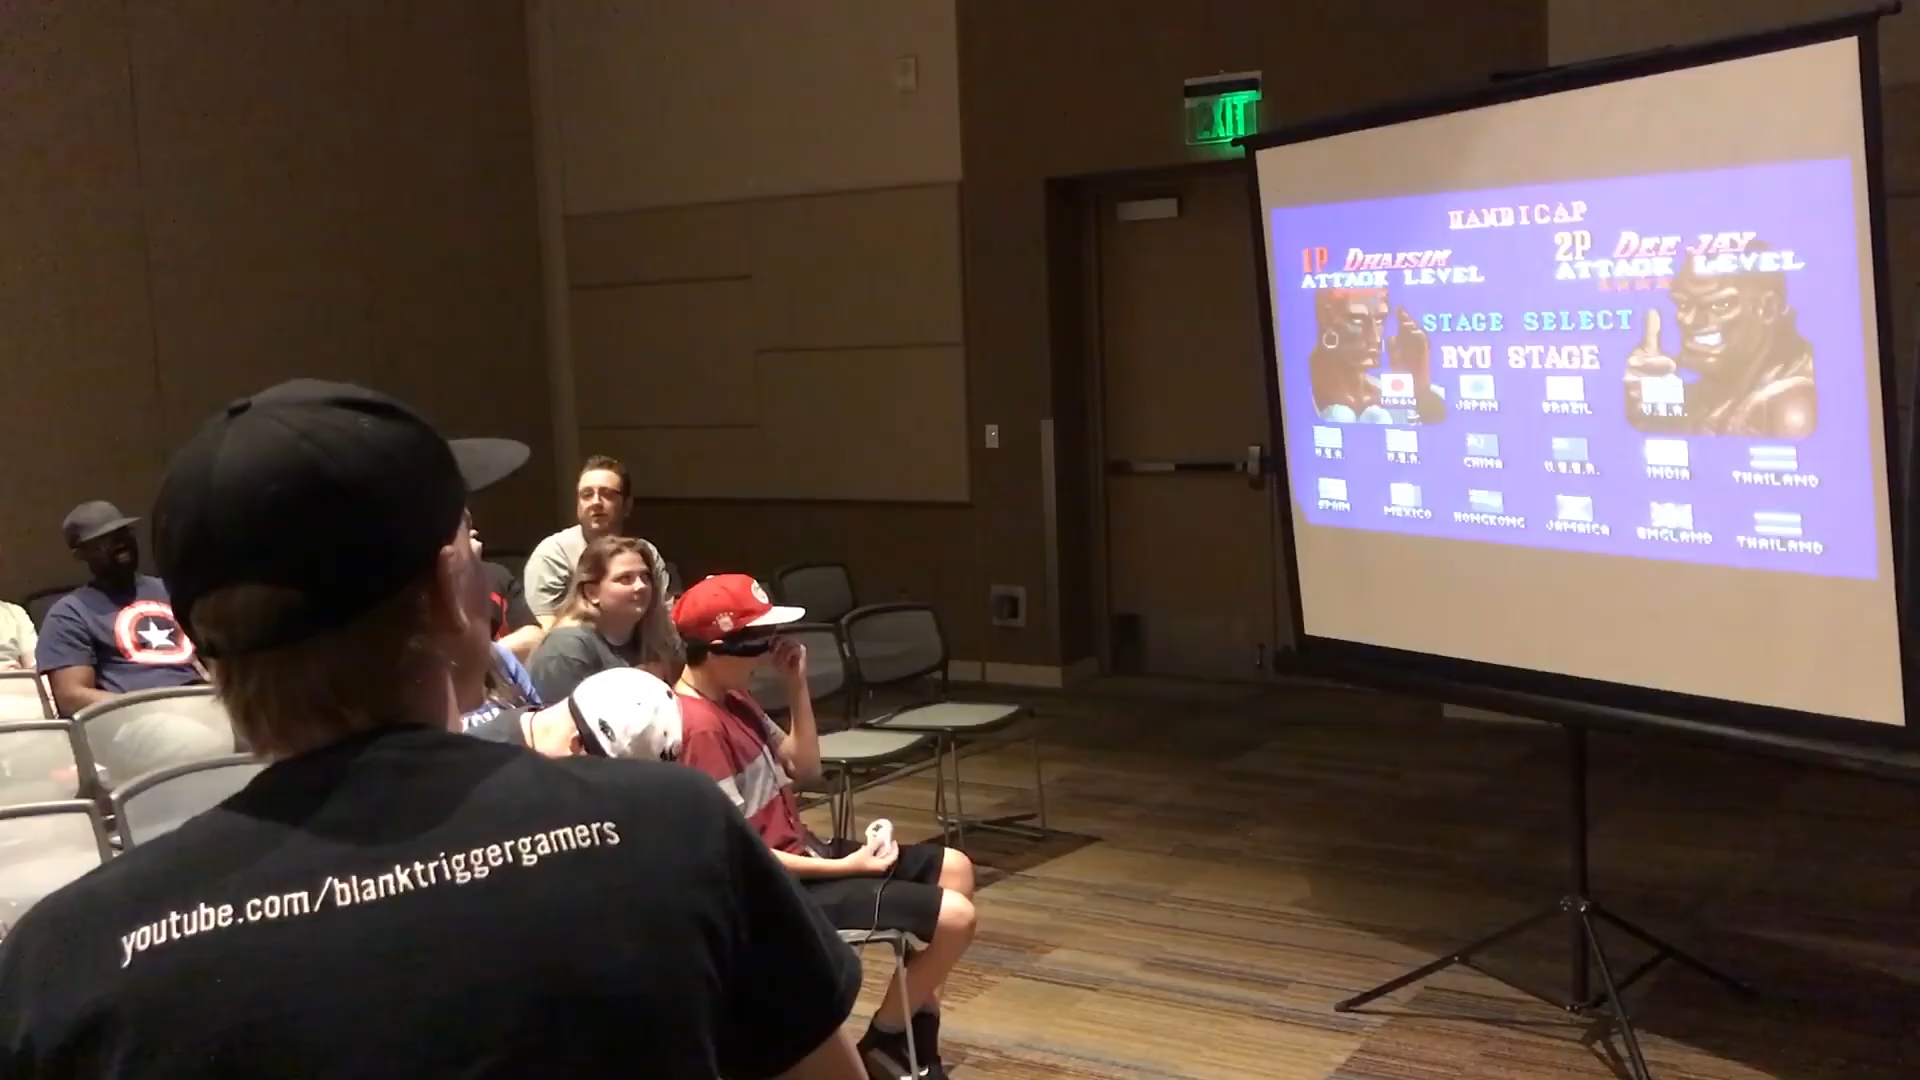 EXIT
HANDICAP
1P DHALSIM
ATTACK LEVEL
2P DEE JAY
ATTACK LEVEL
STAGE SELECT
RYU STAGE
JAPAN JAPAN BRAZIL U.S.A.
U.S.A. U.S.A. CHINA U.S.S.R. INDIA THAILAND
SPAIN MEXICO HONGKONG JAMAICA ENGLAND THAILAND
youtube.com/blanktriggergamers